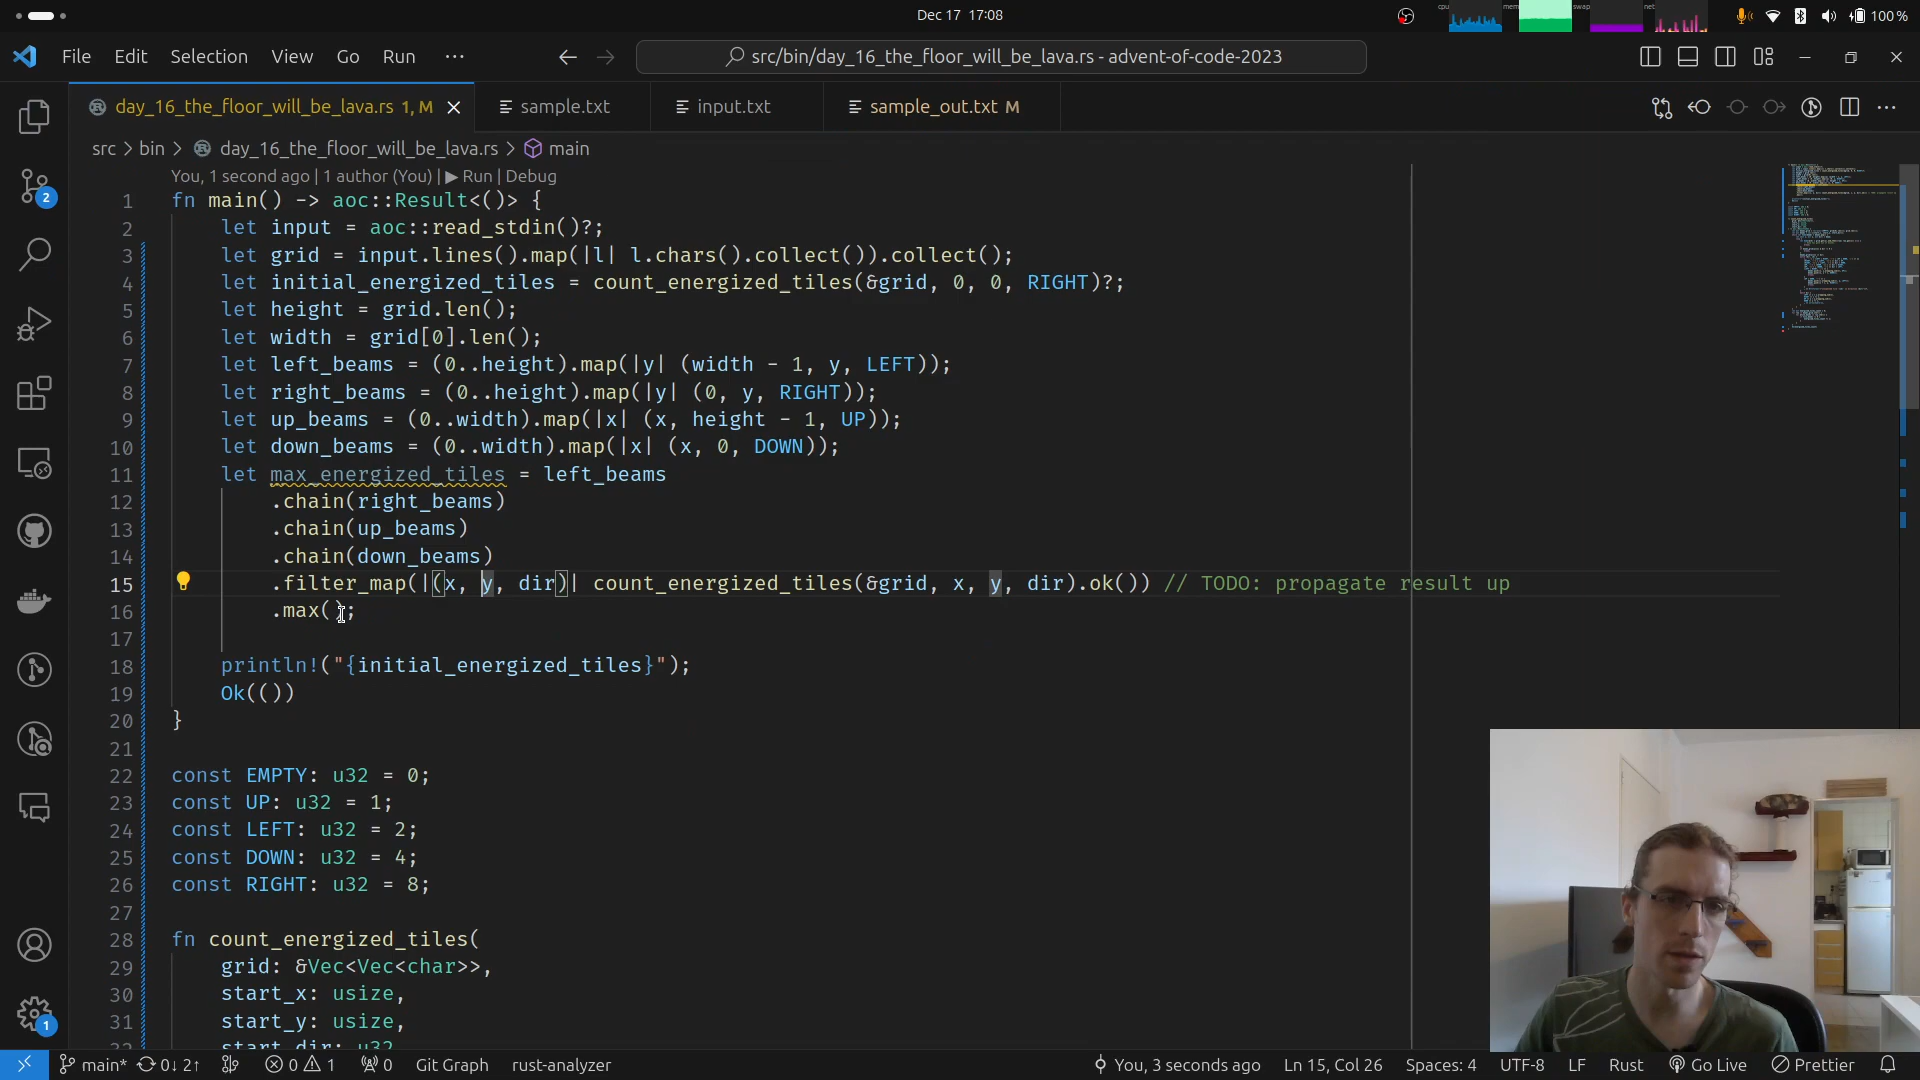 Dec 17 17:08
cpu
mem
swap
net
100 %
File Edit Selection View Go Run ···
src/bin/day_16_the_floor_will_be_lava.rs - advent-of-code-2023
day_16_the_floor_will_be_lava.rs 1, M
sample.txt
input.txt
sample_out.txt M
src > bin > day_16_the_floor_will_be_lava.rs > main
You, 1 second ago | 1 author (You) | ▶ Run | Debug
1 fn main() -> aoc::Result<()> {
2 let input = aoc::read_stdin()?;
3 let grid = input.lines().map(|l| l.chars().collect()).collect();
4 let initial_energized_tiles = count_energized_tiles(&grid, 0, 0, RIGHT)?;
5 let height = grid.len();
6 let width = grid[0].len();
7 let left_beams = (0..height).map(|y| (width - 1, y, LEFT));
8 let right_beams = (0..height).map(|y| (0, y, RIGHT));
9 let up_beams = (0..width).map(|x| (x, height - 1, UP));
10 let down_beams = (0..width).map(|x| (x, 0, DOWN));
11 let max_energized_tiles = left_beams
12 .chain(right_beams)
13 .chain(up_beams)
14 .chain(down_beams)
15 .filter_map(|(x, y, dir)| count_energized_tiles(&grid, x, y, dir).ok()) // TODO: propagate result up
16 .max();
17
18 println!("{initial_energized_tiles}");
19 Ok(())
20 }
21
22 const EMPTY: u32 = 0;
23 const UP: u32 = 1;
24 const LEFT: u32 = 2;
25 const DOWN: u32 = 4;
26 const RIGHT: u32 = 8;
27
28 fn count_energized_tiles(
29 grid: &Vec<Vec<char>>,
30 start_x: usize,
31 start_y: usize,
32 start_dir: u32
2
1
main* 0↓ 2↑ 0 1 0 Git Graph rust-analyzer You, 3 seconds ago Ln 15, Col 26 Spaces: 4 UTF-8 LF Rust Go Live Prettier